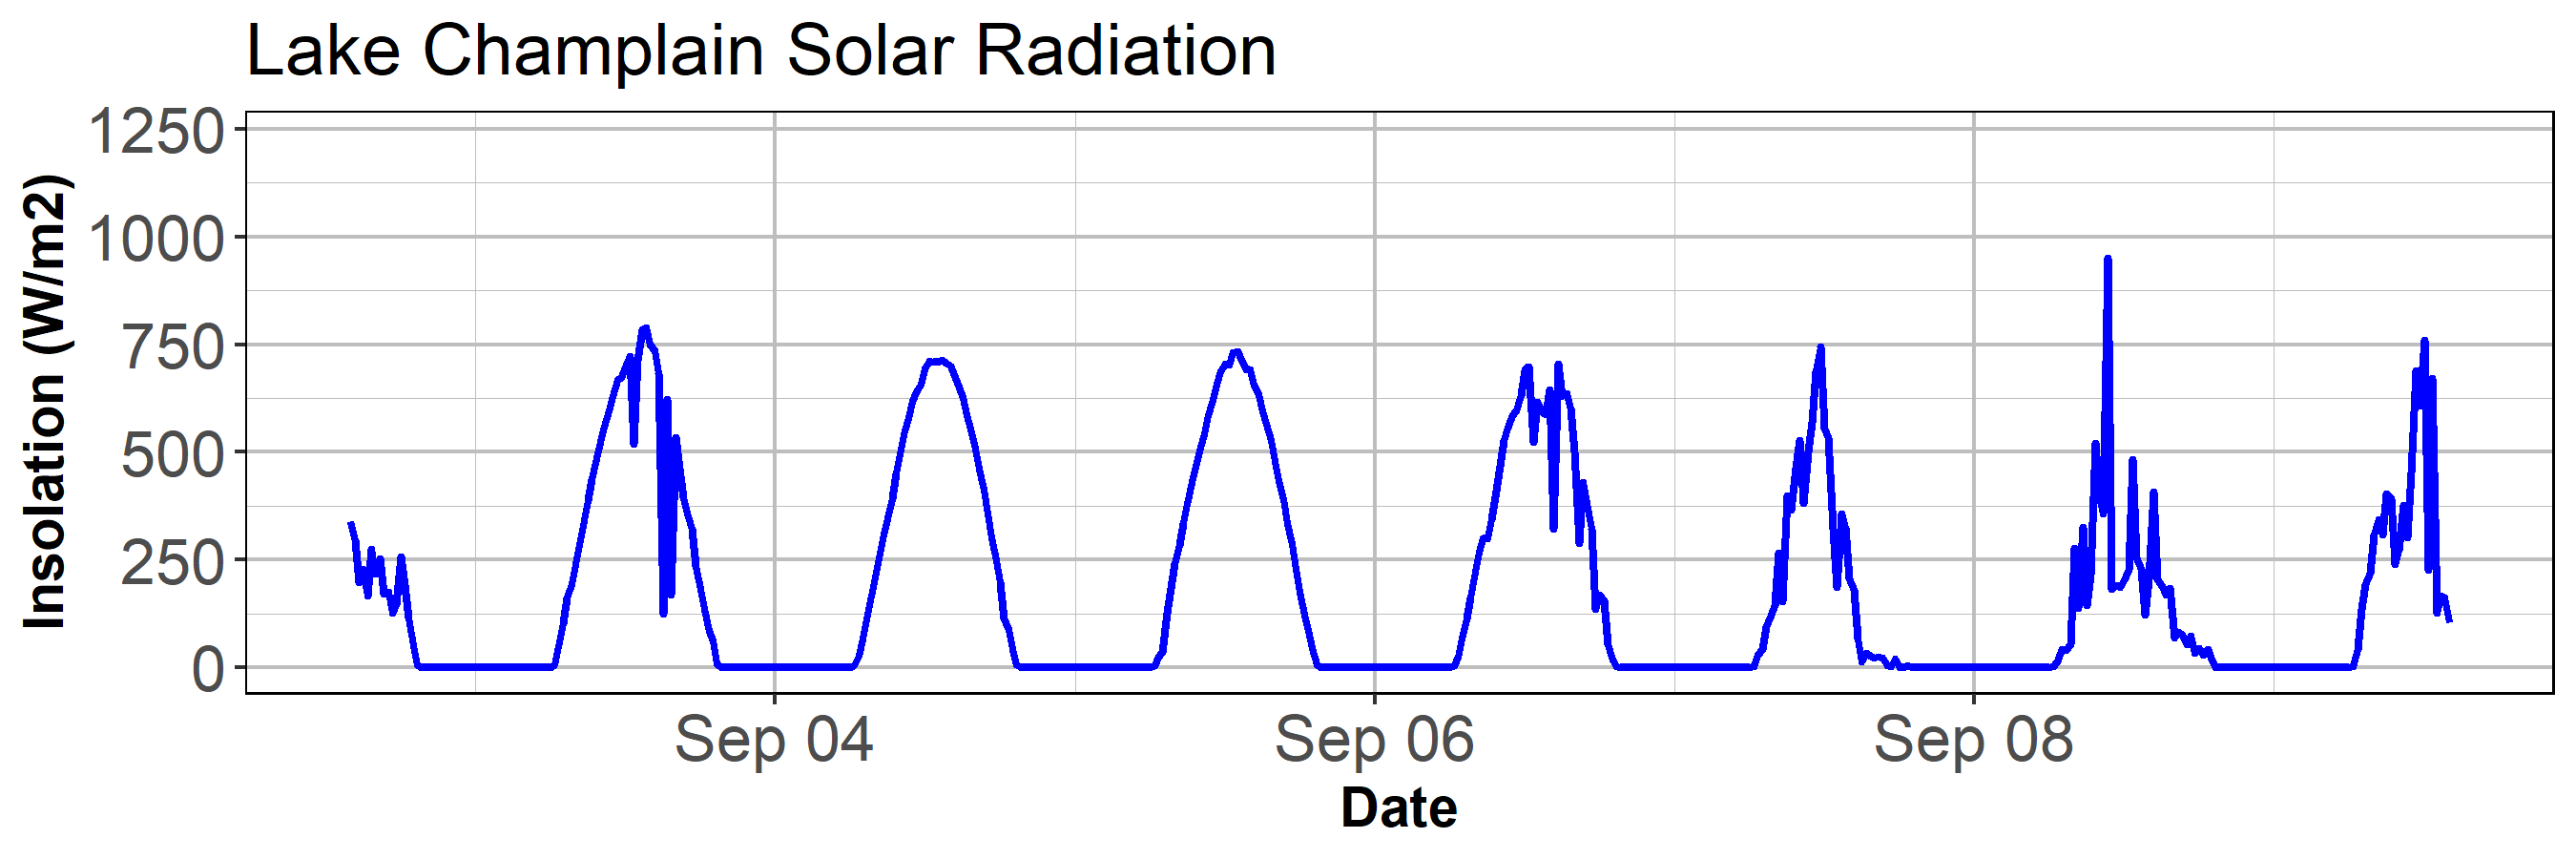 Lake Champlain Solar Radiation
Insolation (W/m2)
1250
1000
750
500
250
0
Sep 04
Sep 06
Sep 08
Date